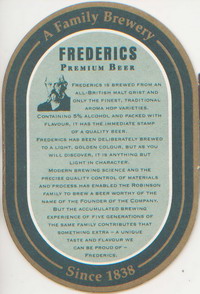 A Family Brewery
FREDERICS
PREMIUM BEER
FREDERICS IS BREWED FROM AN
ALL-BRITISH MALT GRIST AND
ONLY THE FINEST, TRADITIONAL
AROMA HOP VARIETIES.
CONTAINING 5% ALCOHOL AND PACKED WITH
FLAVOUR, IT HAS THE IMMEDIATE STAMP
OF A QUALITY BEER.
FREDERICS HAS BEEN DELIBERATELY BREWED
TO A LIGHT, GOLDEN COLOUR, BUT AS YOU
WILL DISCOVER, IT IS ANYTHING BUT
LIGHT IN CHARACTER.
MODERN BREWING SCIENCE AND THE
PRECISE QUALITY CONTROL OF MATERIALS
AND PROCESS HAS ENABLED THE ROBINSON
FAMILY TO BREW A BEER WORTHY OF THE
NAME OF THE FOUNDER OF THE COMPANY.
BUT THE ACCUMULATED BREWING
EXPERIENCE OF FIVE GENERATIONS OF
THE SAME FAMILY CONTRIBUTES THAT
SOMETHING EXTRA – A UNIQUE
TASTE AND FLAVOUR WE
CAN BE PROUD OF –
FREDERICS.
Since 1838